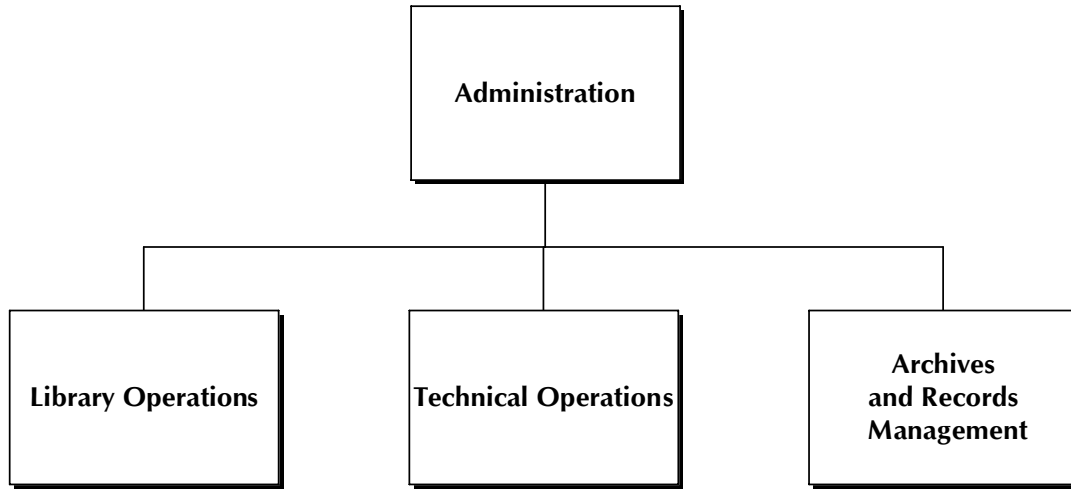 Administration
Library Operations
Technical Operations
Archives
and Records
Management